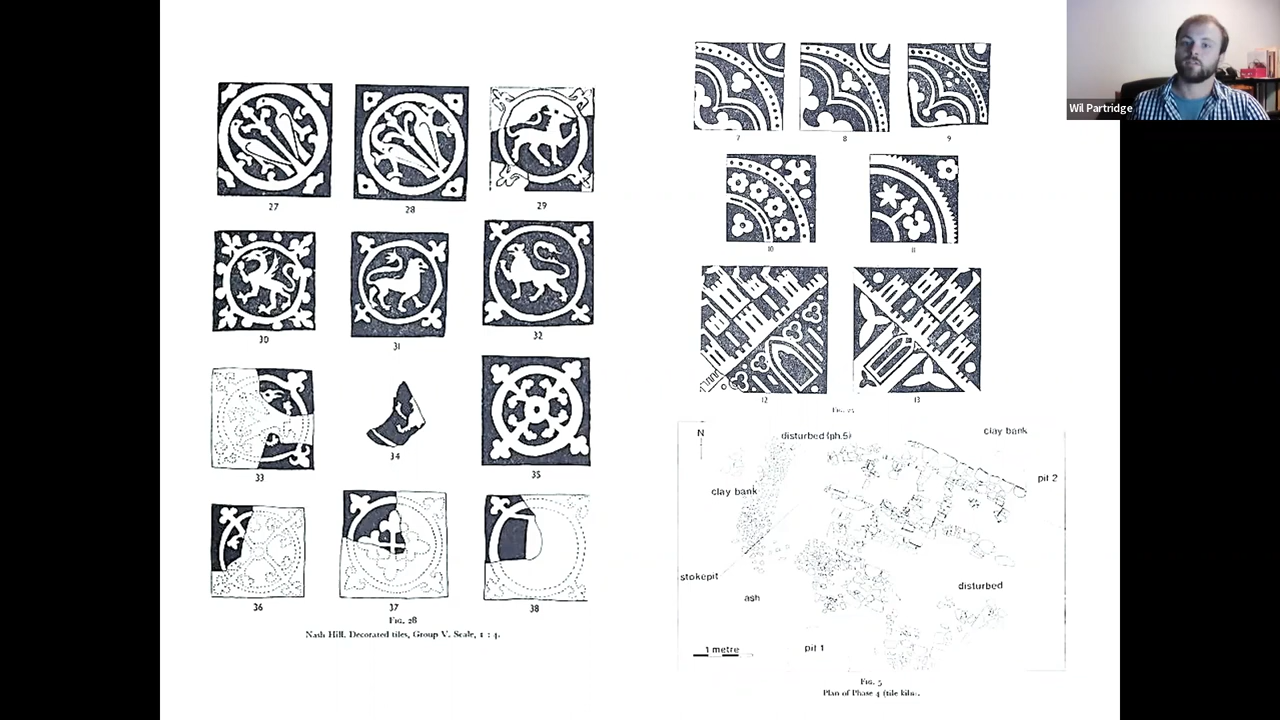 27
28
29
30
31
32
33
34
35
36
37
38
Fig. 28
Nash Hill. Decorated tiles, Group V. Scale, 1 : 4.
7
8
9
10
11
12
13
N
disturbed (ph.5)
clay bank
clay bank
pit 2
stokepit
ash
disturbed
1 metre
pit 1
Fig. 5
Plan of Phase 4 (tile kiln).
Wil Partridge